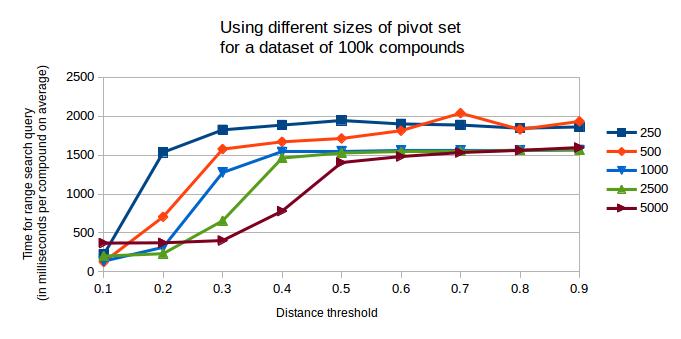 Using different sizes of pivot set
for a dataset of 100k compounds
Time for range search query
(in milliseconds per compound on average)
2500
2000
1500
1000
500
0
0.1 0.2 0.3 0.4 0.5 0.6 0.7 0.8 0.9
Distance threshold
250
500
1000
2500
5000